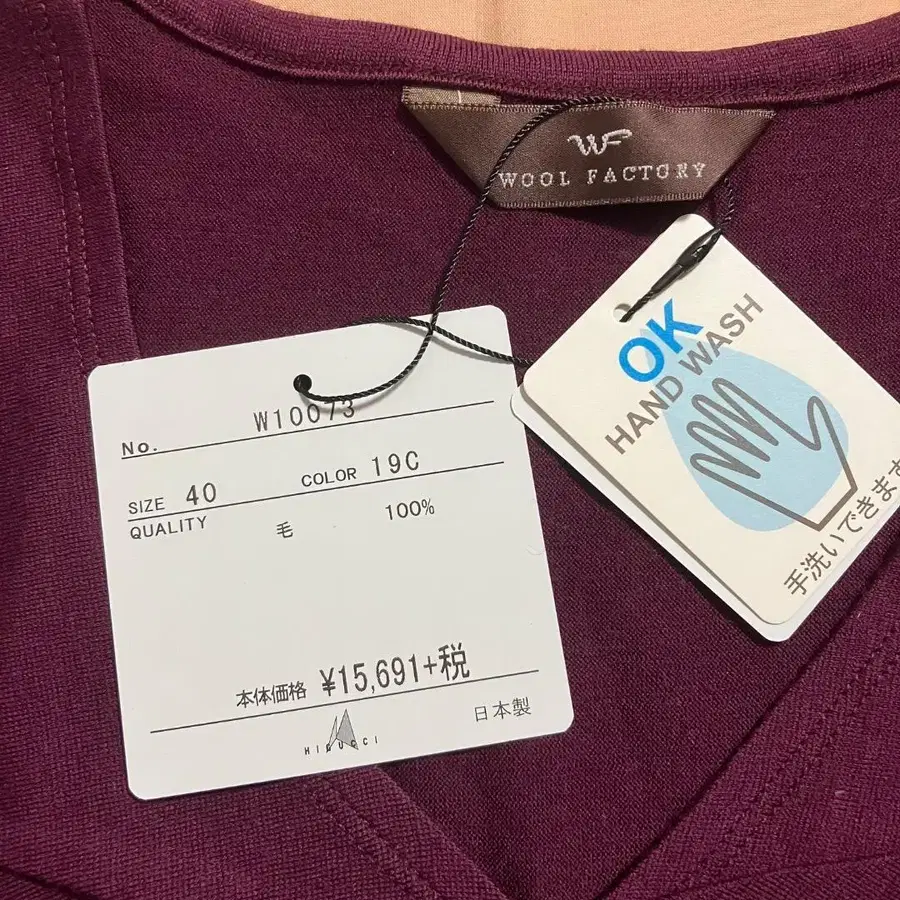 WF
WOOL FACTORY
OK
HAND WASH
手洗いできます
No. W10073
SIZE 40 COLOR 19C
QUALITY 毛 100%
本体価格 ¥15,691+税
HIGUCCI 日本製